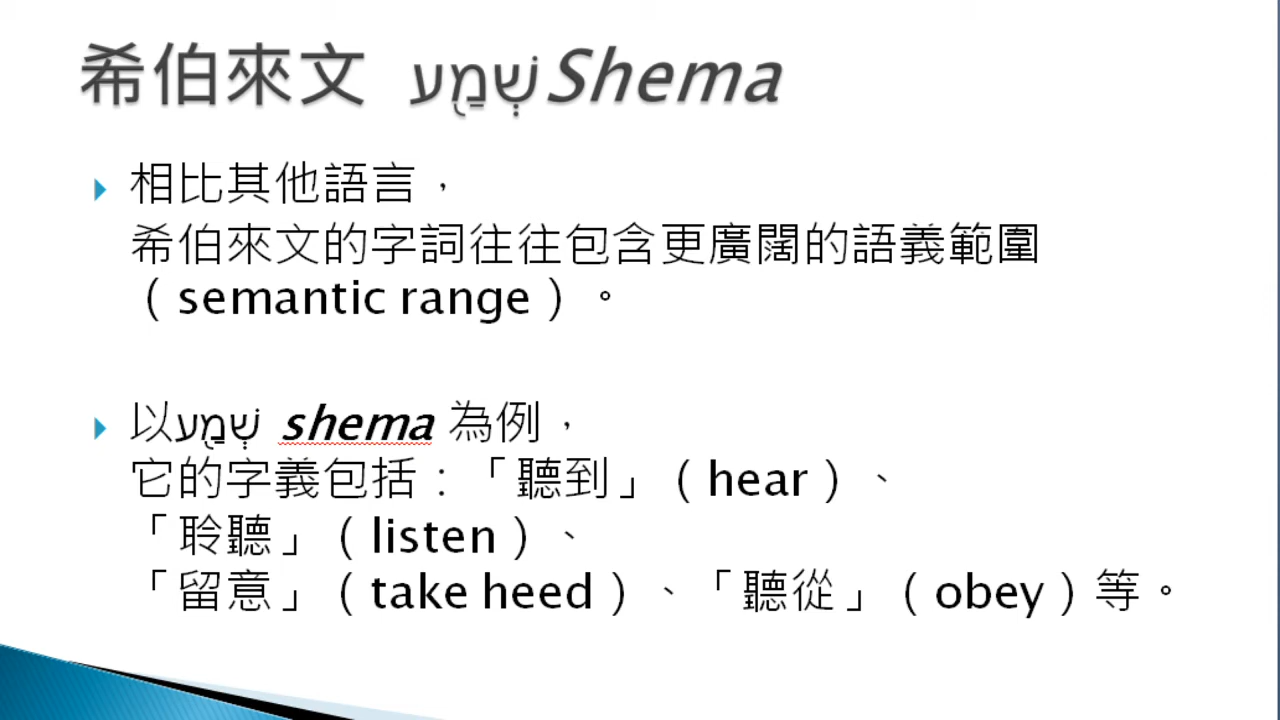 希伯來文 שְׁמַ֖ע Shema
相比其他語言，
希伯來文的字詞往往包含更廣闊的語義範圍
（semantic range）。
以שְׁמַ֖ע shema 為例，
它的字義包括：「聽到」（hear）、
「聆聽」（listen）、
「留意」（take heed）、「聽從」（obey）等。